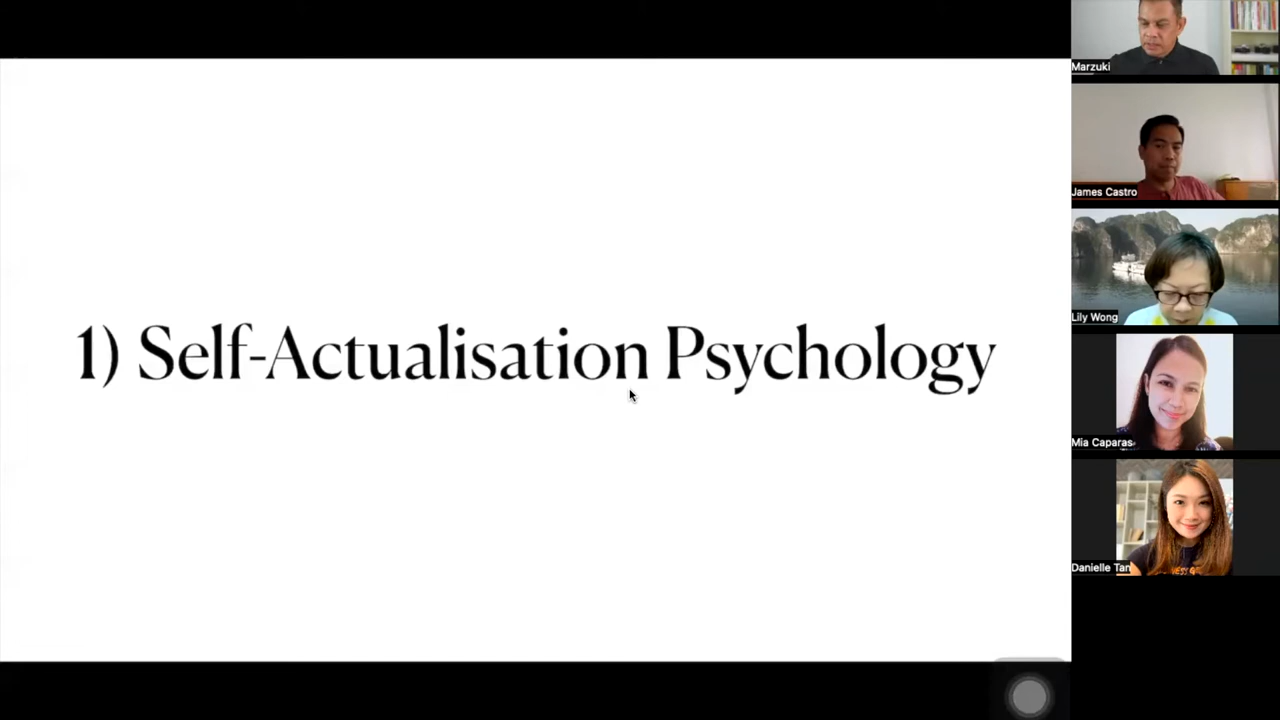 1) Self-Actualisation Psychology
Marzuki
James Castro
Lily Wong
Mia Caparas
Danielle Tan